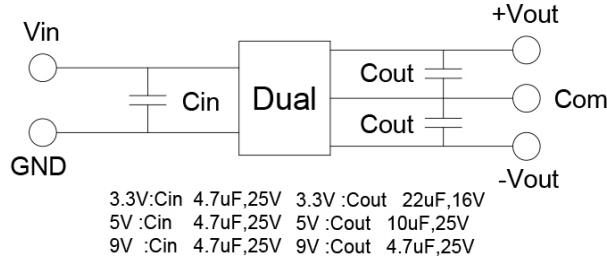 +Vout
Vin
Cout
Cin
Dual
Com
Cout
GND
-Vout
3.3V:Cin 4.7uF,25V 3.3V :Cout 22uF,16V
5V :Cin 4.7uF,25V 5V :Cout 10uF,25V
9V :Cin 4.7uF,25V 9V :Cout 4.7uF,25V